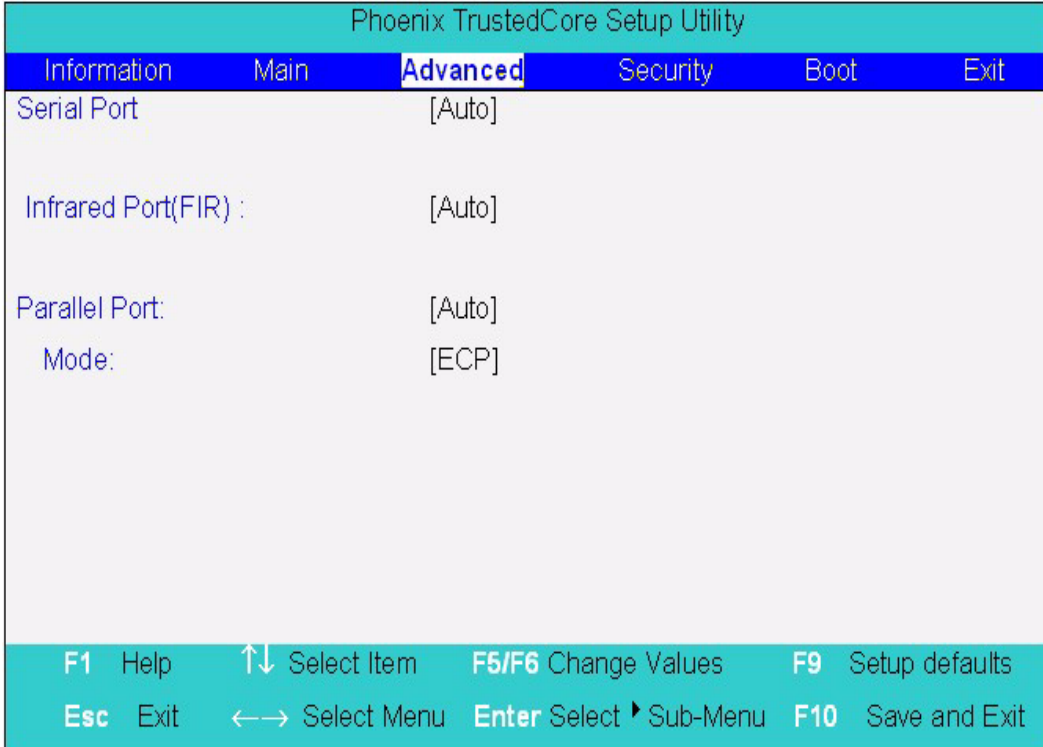 Phoenix TrustedCore Setup Utility
Information Main Advanced Security Boot Exit
Serial Port [Auto]
Infrared Port(FIR) : [Auto]
Parallel Port: [Auto]
Mode: [ECP]
F1 Help ↑↓ Select Item F5/F6 Change Values F9 Setup defaults
Esc Exit ←→ Select Menu Enter Select ▸ Sub-Menu F10 Save and Exit